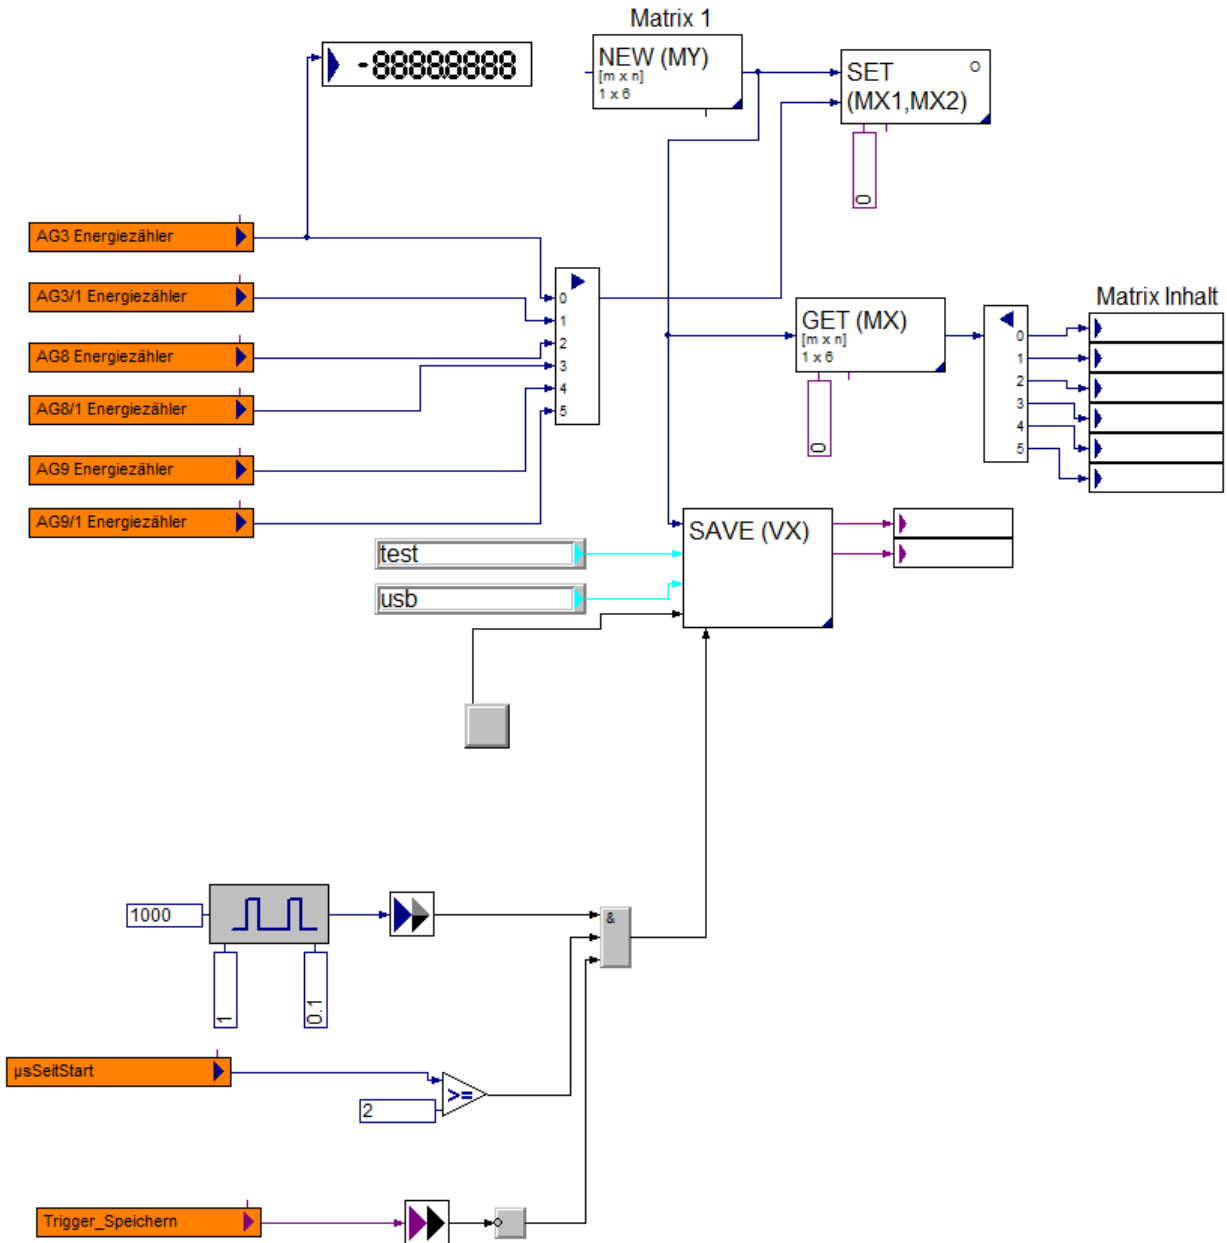 Matrix 1
-88888888
NEW (MY)
[m x n]
1 x 6
SET
(MX1,MX2)
O
0
AG3 Energiezähler
AG3/1 Energiezähler
AG8 Energiezähler
AG8/1 Energiezähler
AG9 Energiezähler
AG9/1 Energiezähler
0
1
2
3
4
5
GET (MX)
[m x n]
1 x 6
0
Matrix Inhalt
0
1
2
3
4
5
SAVE (VX)
test
usb
1000
1
0.1
&
µsSeitStart
>=
2
Trigger_Speichern